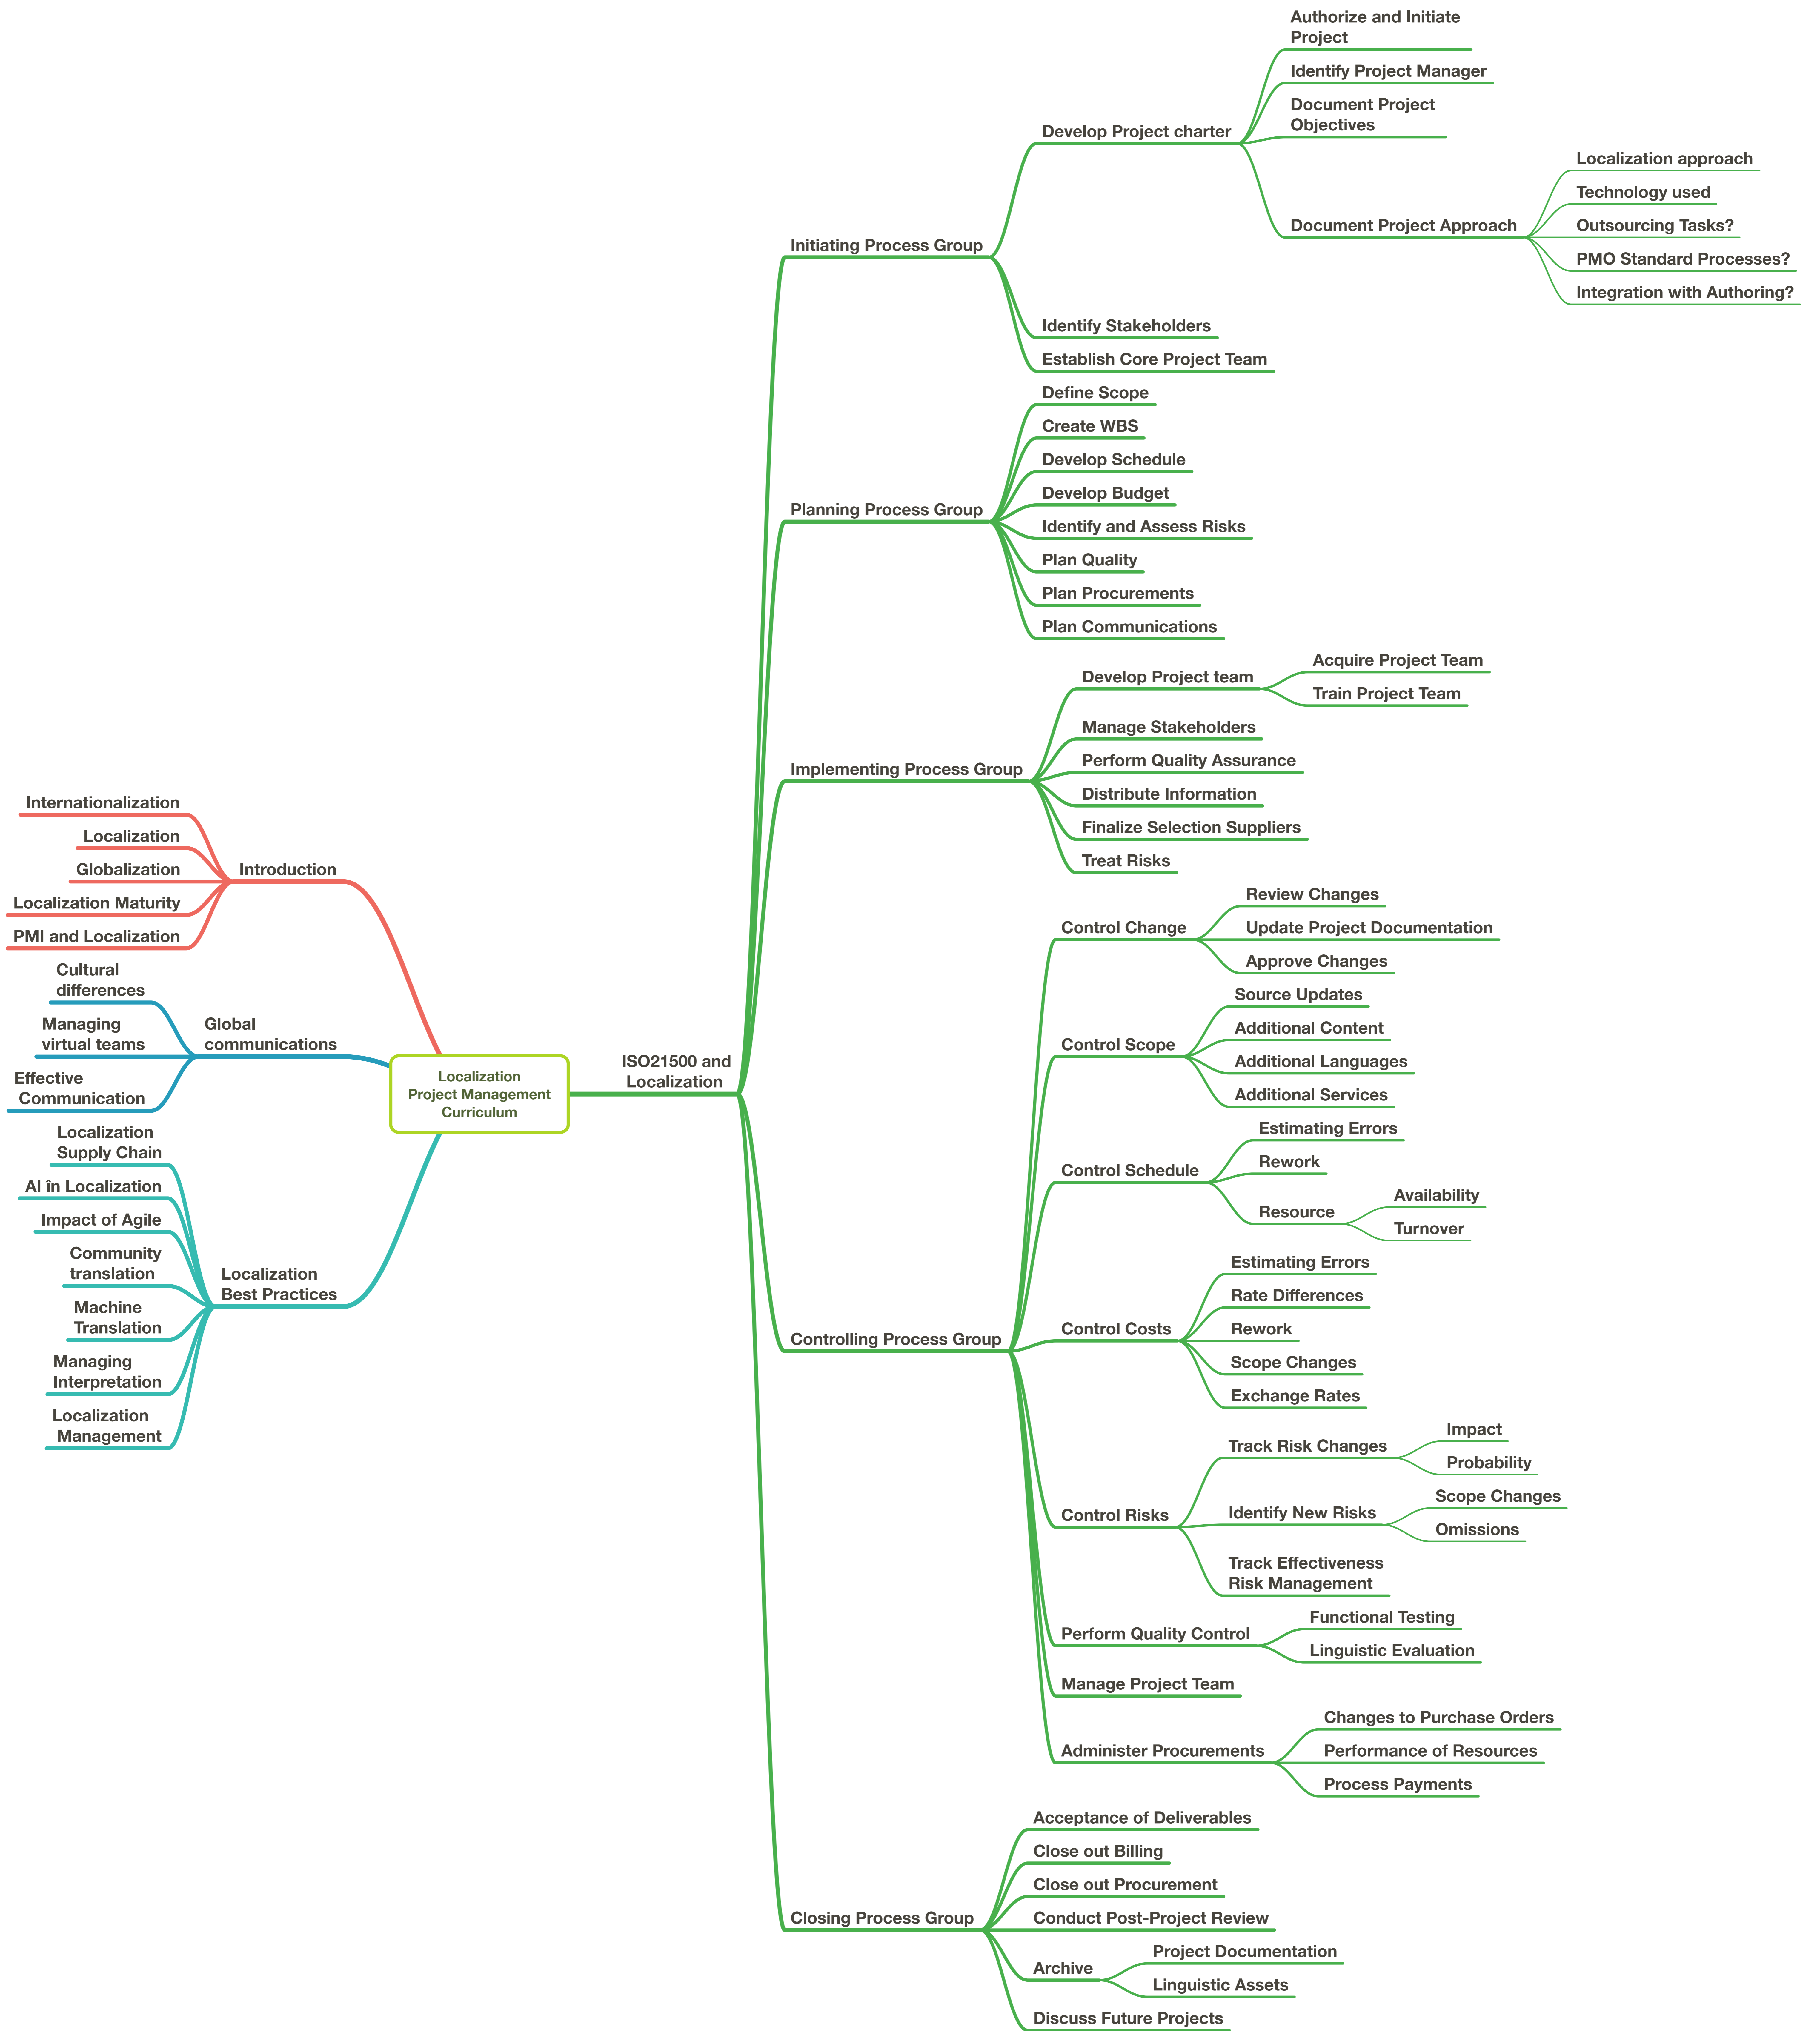 Localization
Project Management
Curriculum
Introduction
Internationalization
Localization
Globalization
Localization Maturity
PMI and Localization
Global
communications
Cultural
differences
Managing
virtual teams
Effective
Communication
Localization
Best Practices
Localization
Supply Chain
AI în Localization
Impact of Agile
Community
translation
Machine
Translation
Managing
Interpretation
Localization
Management
ISO21500 and
Localization
Initiating Process Group
Develop Project charter
Authorize and Initiate
Project
Identify Project Manager
Document Project
Objectives
Document Project Approach
Localization approach
Technology used
Outsourcing Tasks?
PMO Standard Processes?
Integration with Authoring?
Identify Stakeholders
Establish Core Project Team
Planning Process Group
Define Scope
Create WBS
Develop Schedule
Develop Budget
Identify and Assess Risks
Plan Quality
Plan Procurements
Plan Communications
Implementing Process Group
Develop Project team
Acquire Project Team
Train Project Team
Manage Stakeholders
Perform Quality Assurance
Distribute Information
Finalize Selection Suppliers
Treat Risks
Controlling Process Group
Control Change
Review Changes
Update Project Documentation
Approve Changes
Control Scope
Source Updates
Additional Content
Additional Languages
Additional Services
Control Schedule
Estimating Errors
Rework
Resource
Availability
Turnover
Control Costs
Estimating Errors
Rate Differences
Rework
Scope Changes
Exchange Rates
Control Risks
Track Risk Changes
Impact
Probability
Identify New Risks
Scope Changes
Omissions
Track Effectiveness
Risk Management
Perform Quality Control
Functional Testing
Linguistic Evaluation
Manage Project Team
Administer Procurements
Changes to Purchase Orders
Performance of Resources
Process Payments
Closing Process Group
Acceptance of Deliverables
Close out Billing
Close out Procurement
Conduct Post-Project Review
Archive
Project Documentation
Linguistic Assets
Discuss Future Projects